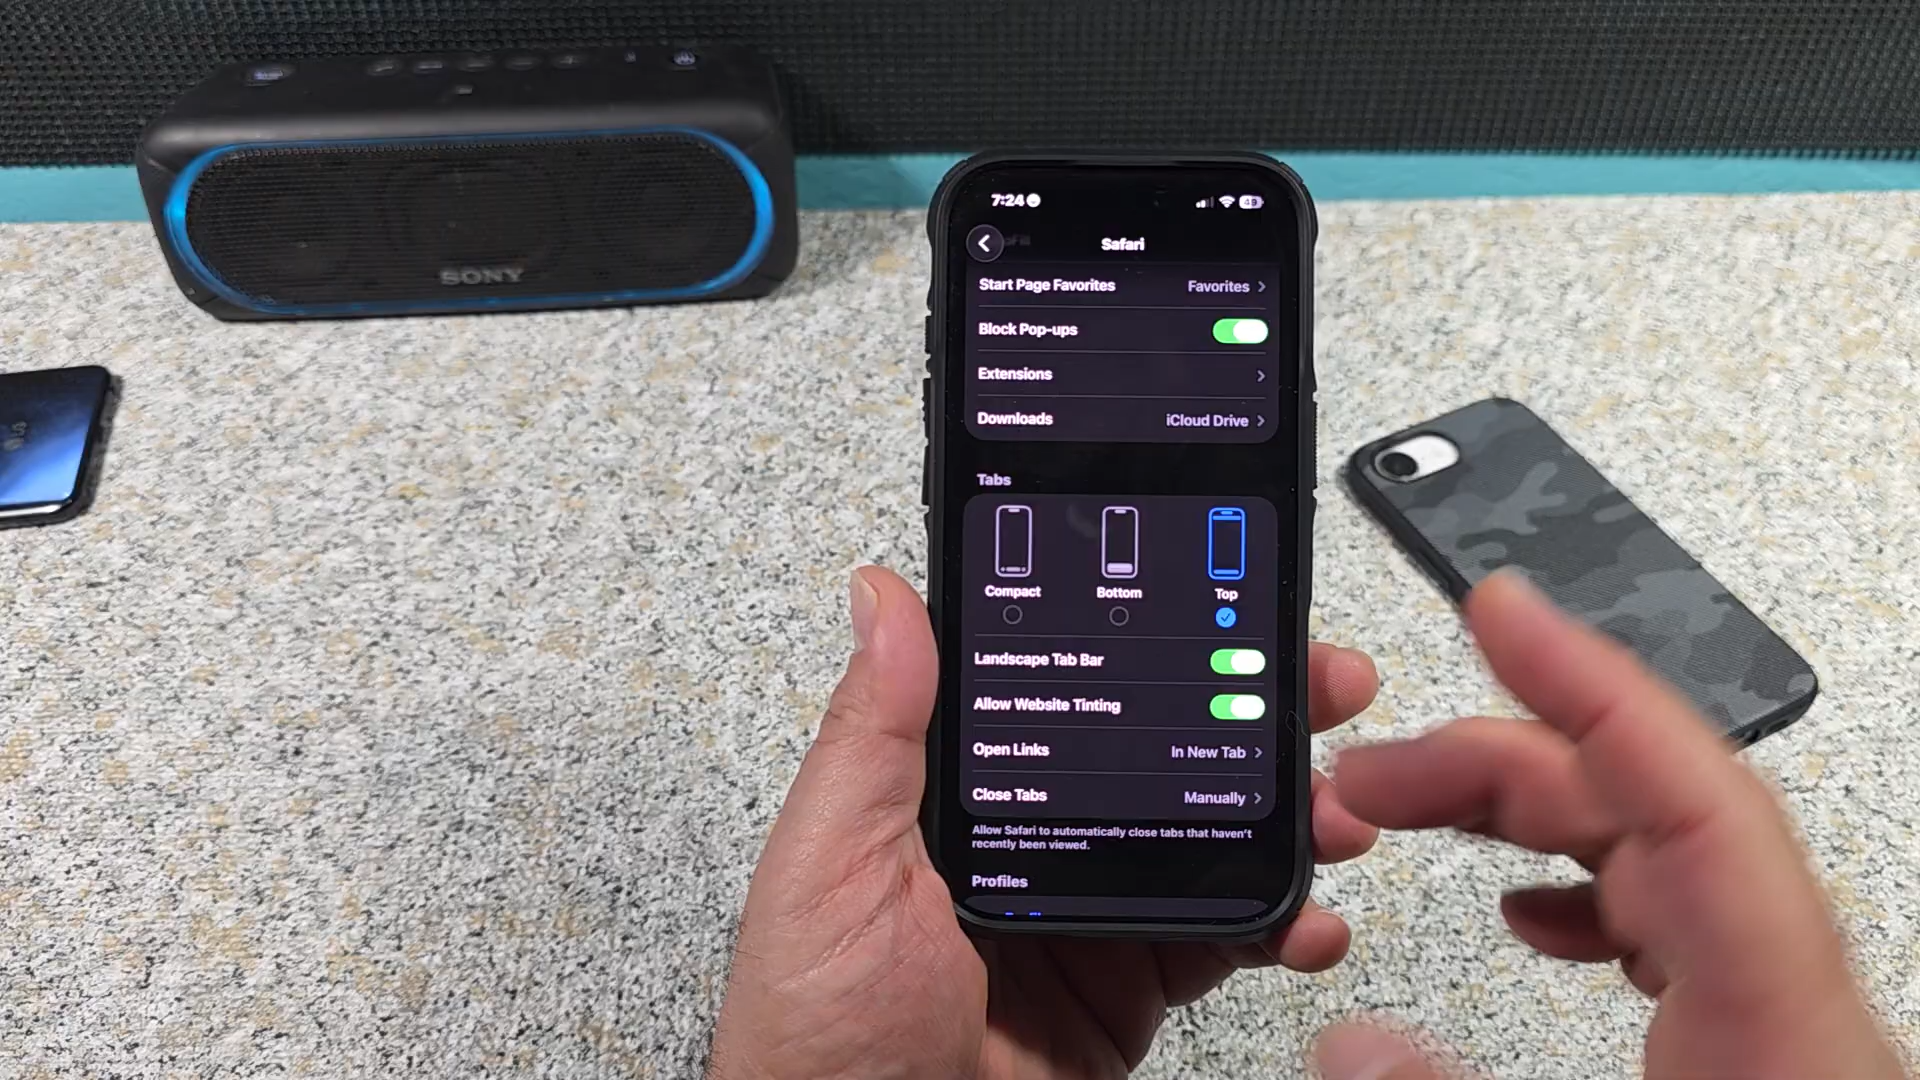 SONY
LG
7:24
49
Safari
Start Page Favorites Favorites
Block Pop-ups
Extensions
Downloads iCloud Drive
Tabs
Compact Bottom Top
Landscape Tab Bar
Allow Website Tinting
Open Links In New Tab
Close Tabs Manually
Allow Safari to automatically close tabs that haven't
recently been viewed.
Profiles